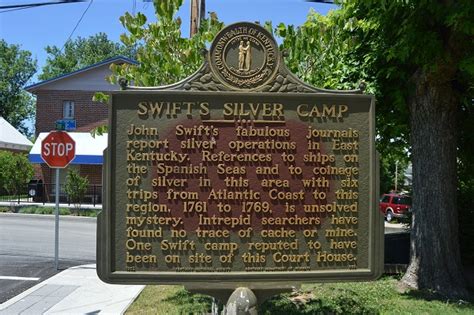 COMMONWEALTH OF KENTUCKY
SWIFT'S SILVER CAMP
John Swift's fabulous journals
report silver operations in East
Kentucky. References to ships on
the Spanish Seas and to coinage
of silver in this area with six
trips from Atlantic Coast to this
region, 1761 to 1769, is unsolved
mystery. Intrepid searchers have
found no trace of cache or mine.
One Swift camp reputed to have
been on site of this Court House.
STOP